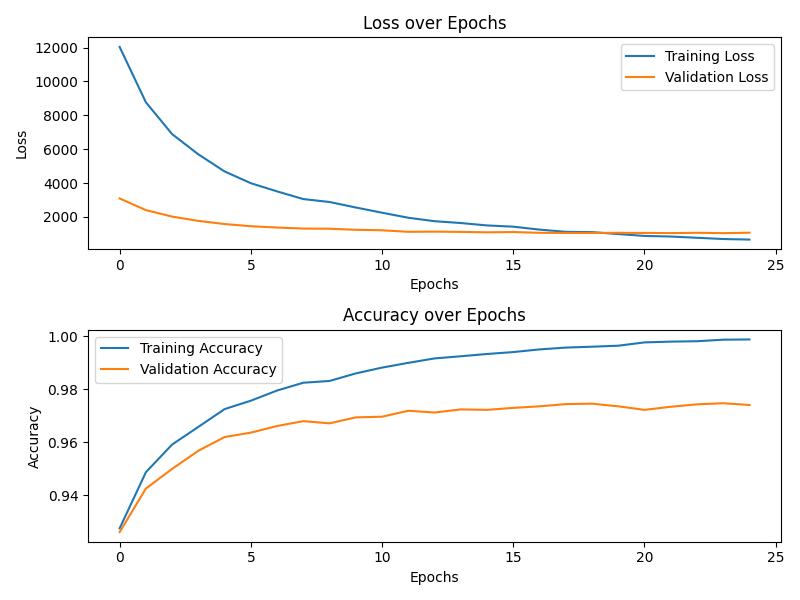 Loss over Epochs
12000
10000
8000
6000
4000
2000
Loss
Training Loss
Validation Loss
0
5
10
15
20
25
Epochs
Accuracy over Epochs
1.00
0.98
0.96
0.94
Accuracy
Training Accuracy
Validation Accuracy
0
5
10
15
20
25
Epochs